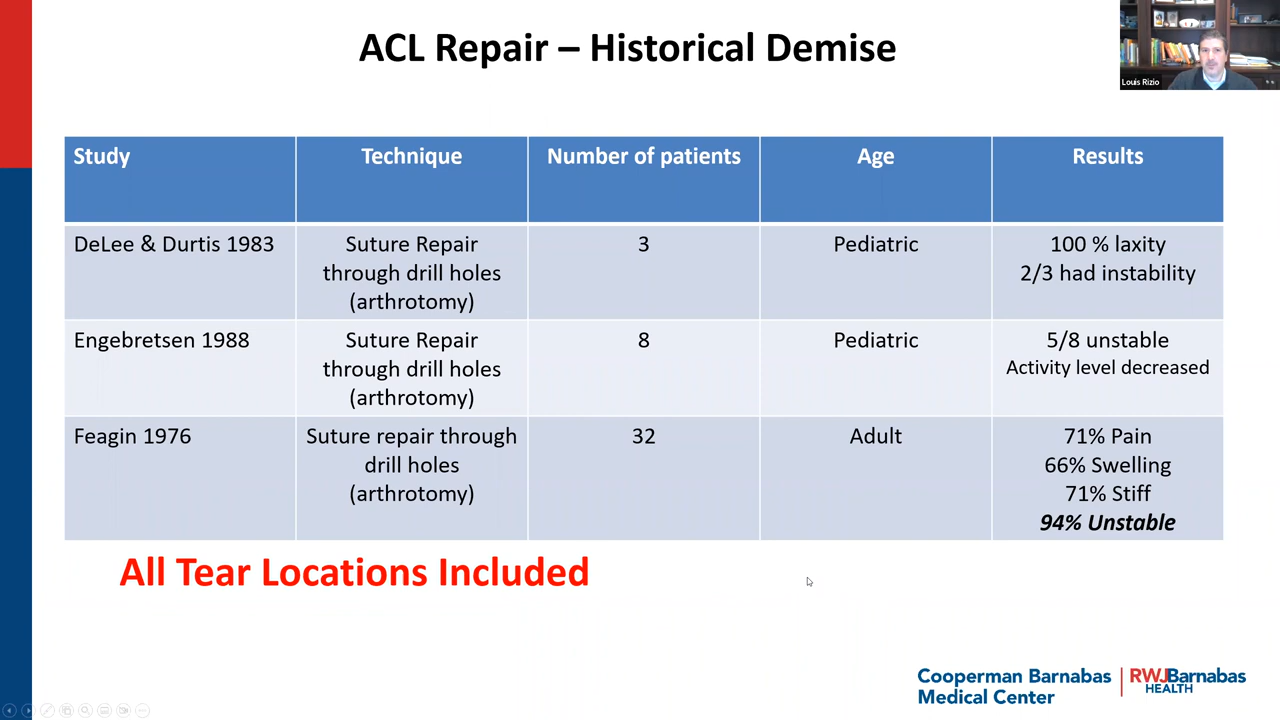 ACL Repair – Historical Demise
Louis Rizio
Study
Technique
Number of patients
Age
Results
DeLee & Durtis 1983
Suture Repair
through drill holes
(arthrotomy)
3
Pediatric
100 % laxity
2/3 had instability
Engebretsen 1988
Suture Repair
through drill holes
(arthrotomy)
8
Pediatric
5/8 unstable
Activity level decreased
Feagin 1976
Suture repair through
drill holes
(arthrotomy)
32
Adult
71% Pain
66% Swelling
71% Stiff
94% Unstable
All Tear Locations Included
Cooperman Barnabas
Medical Center
RWJBarnabas
HEALTH